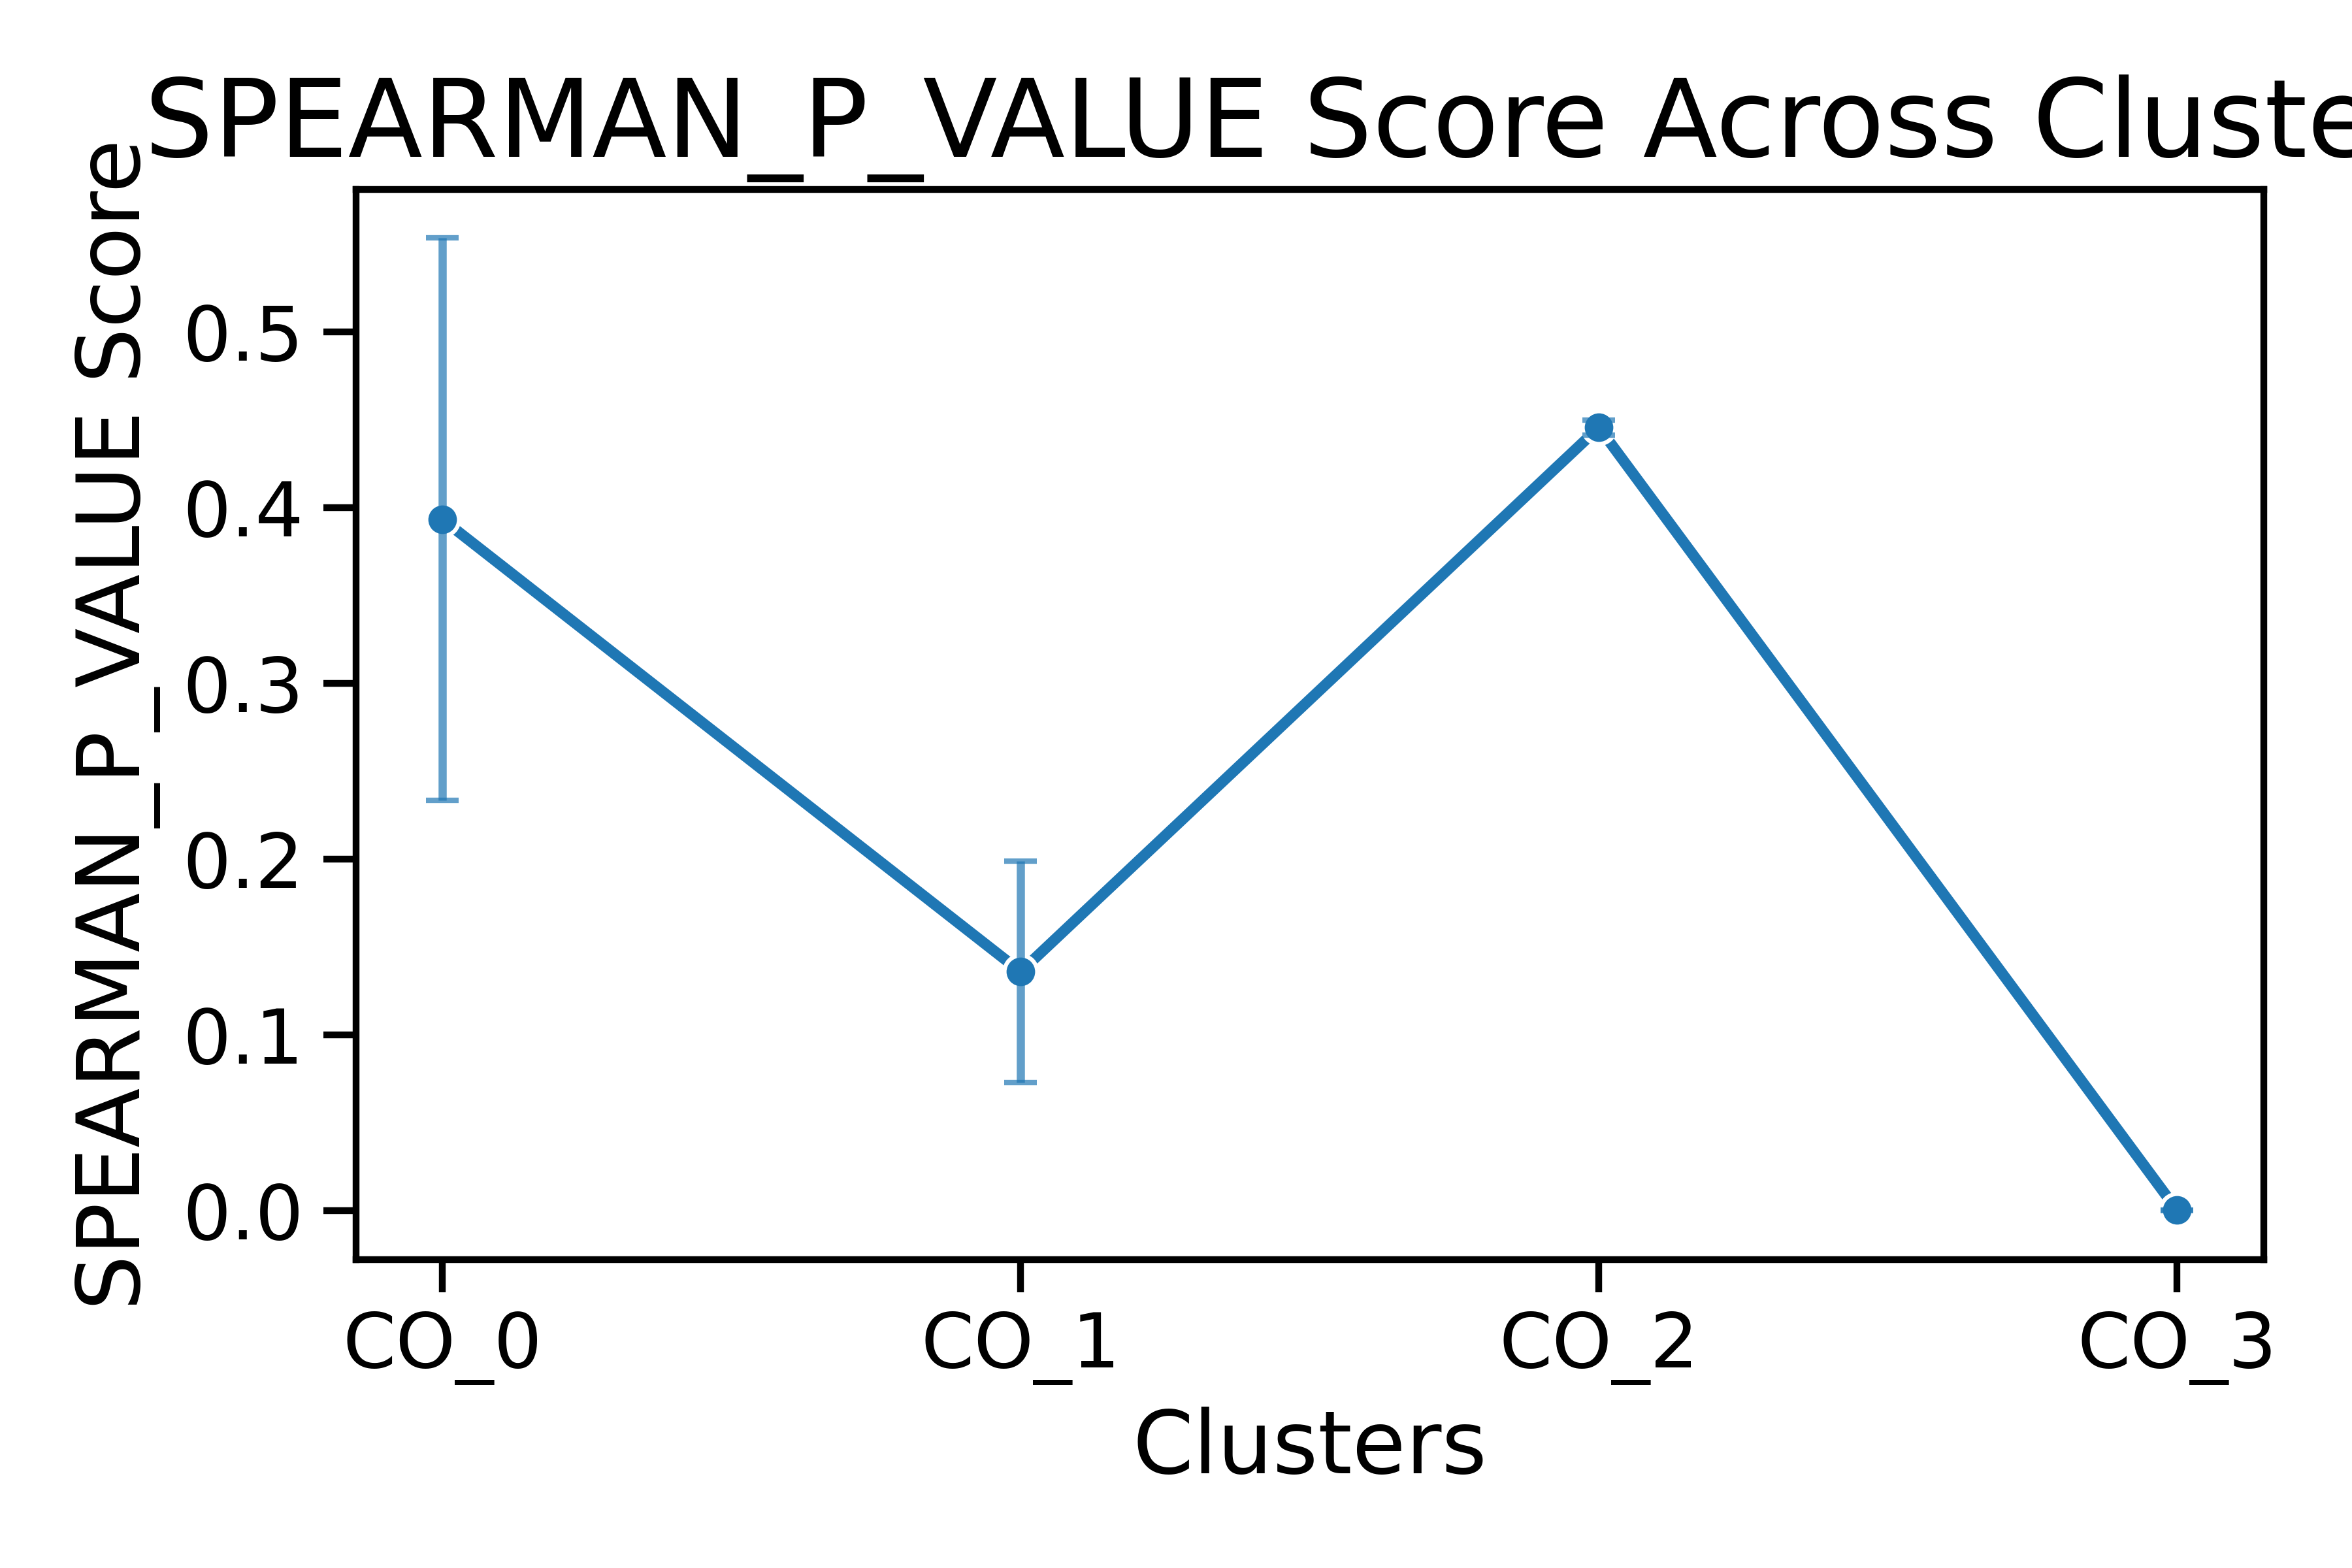 SPEARMAN_P_VALUE Score Across Cluste
SPEARMAN_P_VALUE Score
0.5
0.4
0.3
0.2
0.1
0.0
CO_0 CO_1 CO_2 CO_3
Clusters